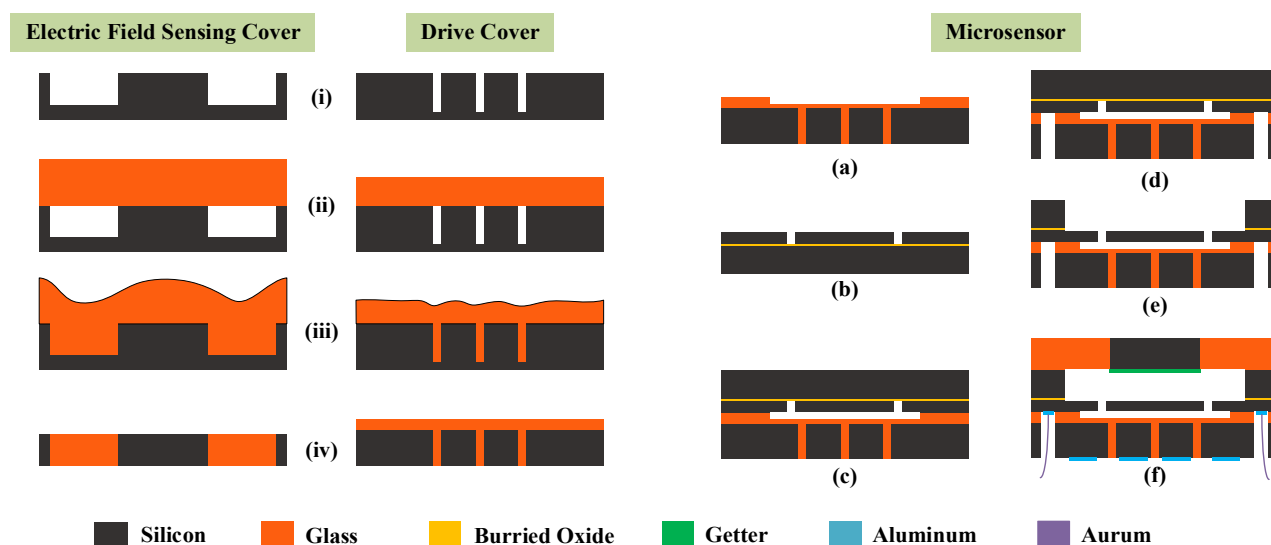 Electric Field Sensing Cover
Drive Cover
Microsensor
(i)
(ii)
(iii)
(iv)
(a)
(b)
(c)
(d)
(e)
(f)
Silicon
Glass
Burried Oxide
Getter
Aluminum
Aurum